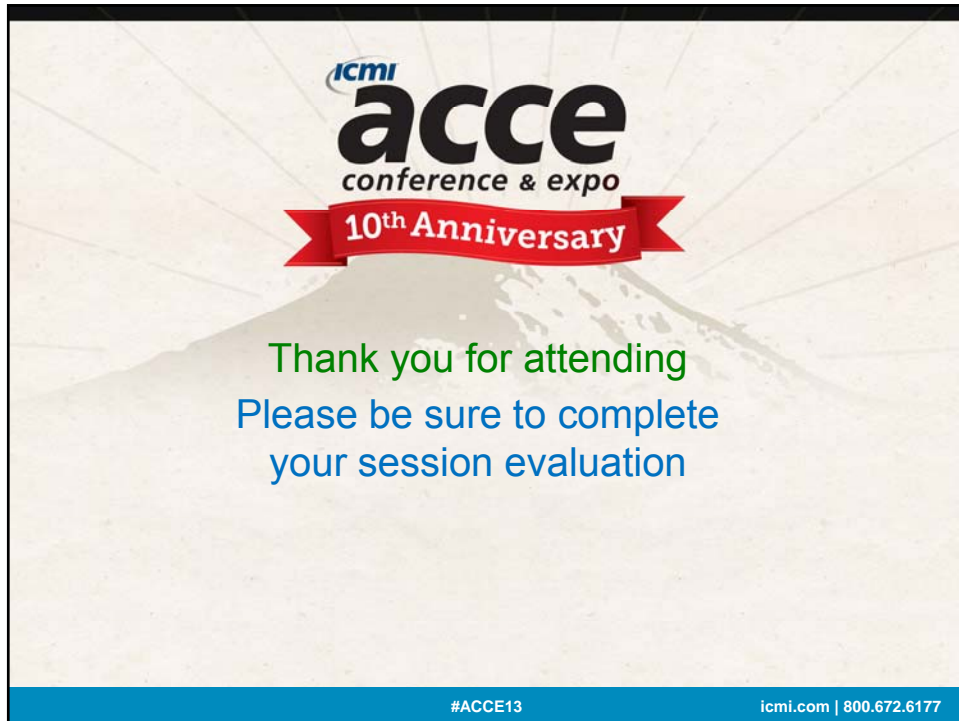 icmi
acce
conference & expo
10th Anniversary
Thank you for attending
Please be sure to complete
your session evaluation
#ACCE13
icmi.com | 800.672.6177